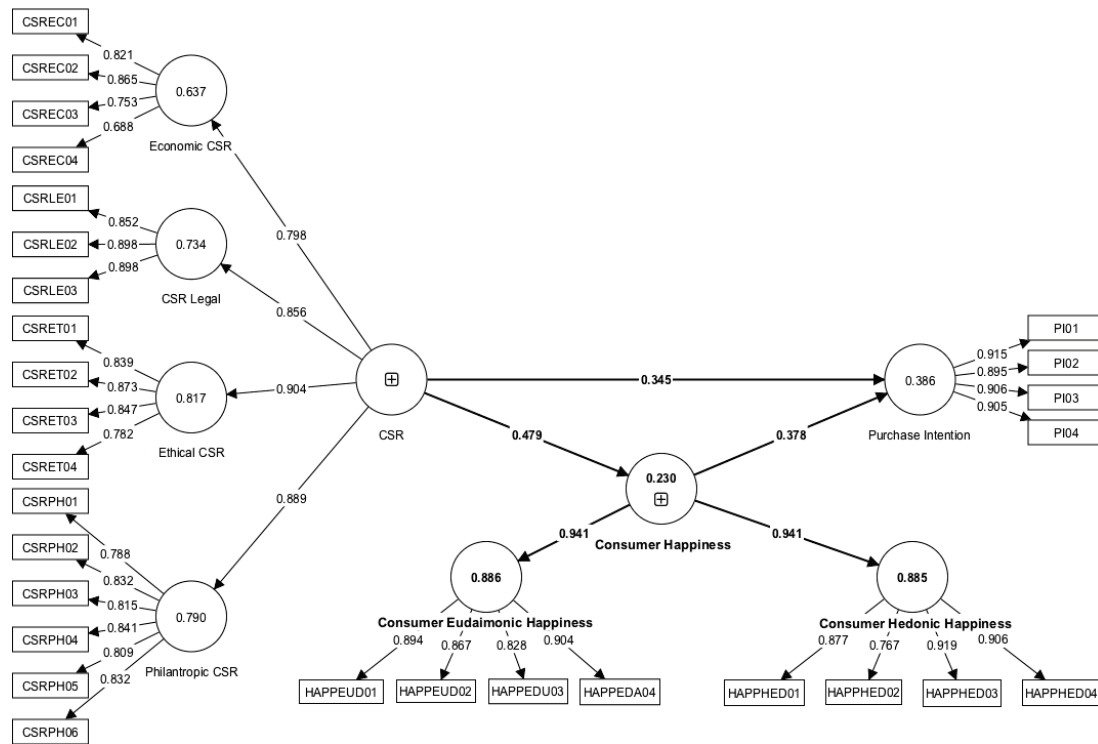 CSREC01
0.821
CSREC02
0.865
CSREC03
0.753
0.688
CSREC04
0.637
Economic CSR
0.798
CSRLE01
0.852
CSRLE02
0.898
0.898
CSRLE03
0.734
CSR Legal
0.856
CSRET01
0.839
CSRET02
0.873
0.847
CSRET03
0.782
CSRET04
0.817
Ethical CSR
0.904
CSRPH01
0.788
CSRPH02
0.832
CSRPH03
0.815
CSRPH04
0.841
0.809
CSRPH05
0.832
CSRPH06
0.790
Philantropic CSR
0.889
CSR
0.345
0.479
0.378
0.386
Purchase Intention
PI01
0.915
PI02
0.895
0.906
PI03
0.905
PI04
0.230
Consumer Happiness
0.941
0.941
0.886
Consumer Eudaimonic Happiness
0.894
0.867
0.828
0.904
HAPPEUD01
HAPPEUD02
HAPPEDU03
HAPPEDA04
0.885
Consumer Hedonic Happiness
0.877
0.767
0.919
0.906
HAPPHED01
HAPPHED02
HAPPHED03
HAPPHED04